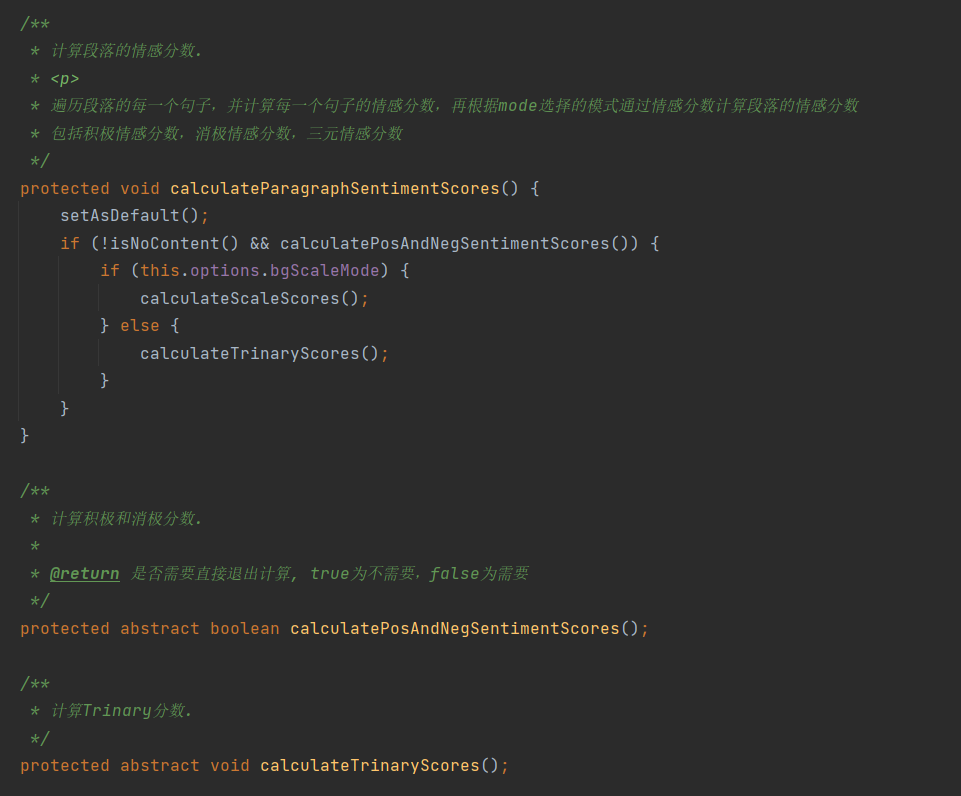 /**
 * 计算段落的情感分数.
 * <p>
 * 遍历段落的每一个句子，并计算每一个句子的情感分数，再根据mode选择的模式通过情感分数计算段落的情感分数
 * 包括积极情感分数，消极情感分数，三元情感分数
 */
protected void calculateParagraphSentimentScores() {
    setAsDefault();
    if (!isNoContent() && calculatePosAndNegSentimentScores()) {
        if (this.options.bgScaleMode) {
            calculateScaleScores();
        } else {
            calculateTrinaryScores();
        }
    }
}

/**
 * 计算积极和消极分数.
 *
 * @return 是否需要直接退出计算, true为不需要，false为需要
 */
protected abstract boolean calculatePosAndNegSentimentScores();

/**
 * 计算Trinary分数.
 */
protected abstract void calculateTrinaryScores();